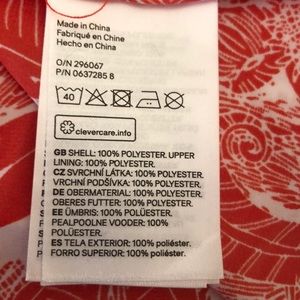 Made in China
Fabriqué en Chine
Hecho en China
O/N 296067
P/N 0637285 8
40
clevercare.info
GB SHELL: 100% POLYESTER. UPPER
LINING: 100% POLYESTER.
CZ SVRCHNÍ LÁTKA: 100% POLYESTER.
VRCHNÍ PODŠÍVKA: 100% POLYESTER.
DE OBERMATERIAL: 100% POLYESTER.
OBERES FUTTER: 100% POLYESTER.
EE ÜMBRIS: 100% POLÜESTER.
PEALPOOLNE VOODER: 100%
POLÜESTER.
ES TELA EXTERIOR: 100% poliéster.
FORRO SUPERIOR: 100% poliéster.